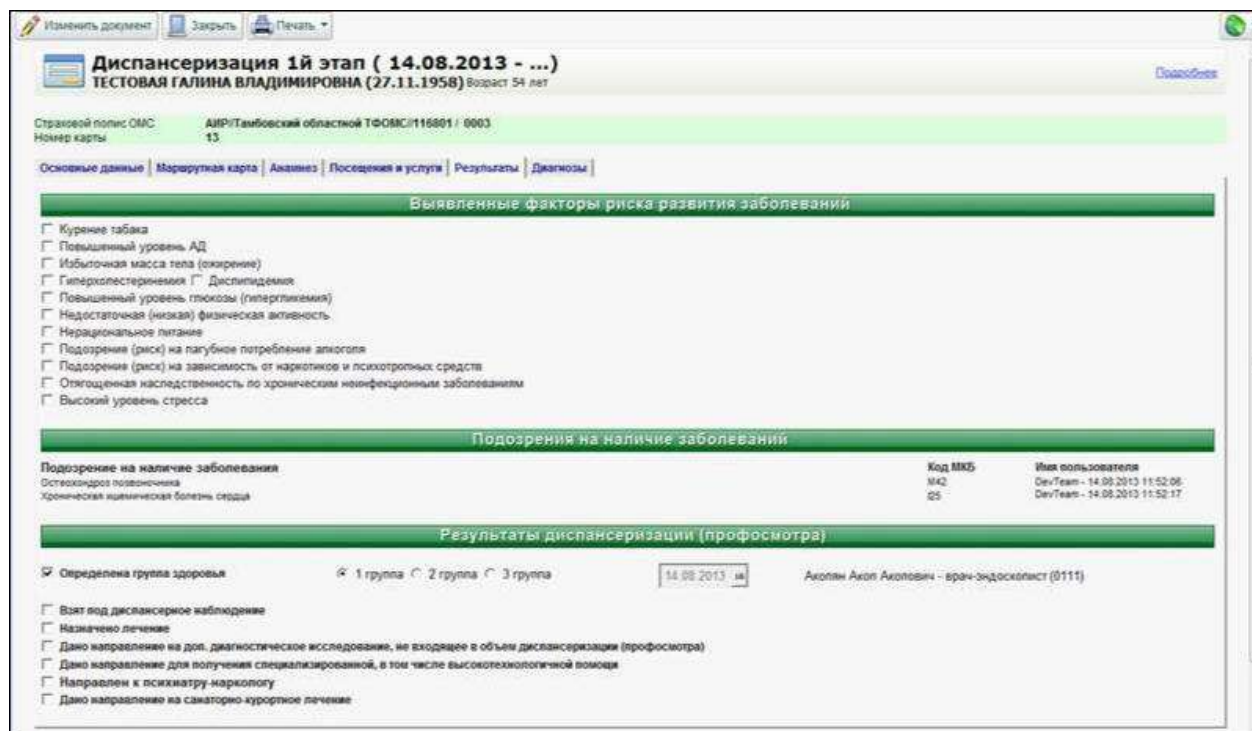 Изменить документ Закрыть Печать
Диспансеризация 1й этап ( 14.08.2013 - ...)
ТЕСТОВАЯ ГАЛИНА ВЛАДИМИРОВНА (27.11.1958) Возраст 54 лет
Подробнее
Страховой полис ОМС АИР//Тамбовский областной ТФОМС//116801 / 0003
Номер карты 13
Основные данные Маршрутная карта Анамнез Посещения и услуги Результаты Диагнозы
Выявленные факторы риска развития заболеваний
Курение табака
Повышенный уровень АД
Избыточная масса тела (ожирение)
Гиперхолестеринемия Дислипидемия
Повышенный уровень глюкозы (гипергликемия)
Недостаточная (низкая) физическая активность
Нерациональное питание
Подозрение (риск) на пагубное потребление алкоголя
Подозрение (риск) на зависимость от наркотиков и психотропных средств
Отягощенная наследственность по хроническим неинфекционным заболеваниям
Высокий уровень стресса
Подозрения на наличие заболеваний
Подозрение на наличие заболевания Код МКБ Имя пользователя
Остеохондроз позвоночника M42 DevTeam - 14.08.2013 11:52:06
Хроническая ишемическая болезнь сердца I25 DevTeam - 14.08.2013 11:52:17
Результаты диспансеризации (профосмотра)
Определена группа здоровья 1 группа 2 группа 3 группа 14.08.2013 Акопян Акоп Акопович - врач-эндоскопист (0111)
Взят под диспансерное наблюдение
Назначено лечение
Дано направление на доп. диагностическое исследование, не входящее в объем диспансеризации (профосмотра)
Дано направление для получения специализированной, в том числе высокотехнологичной помощи
Направлен к психиатру-наркологу
Дано направление на санаторно-курортное лечение